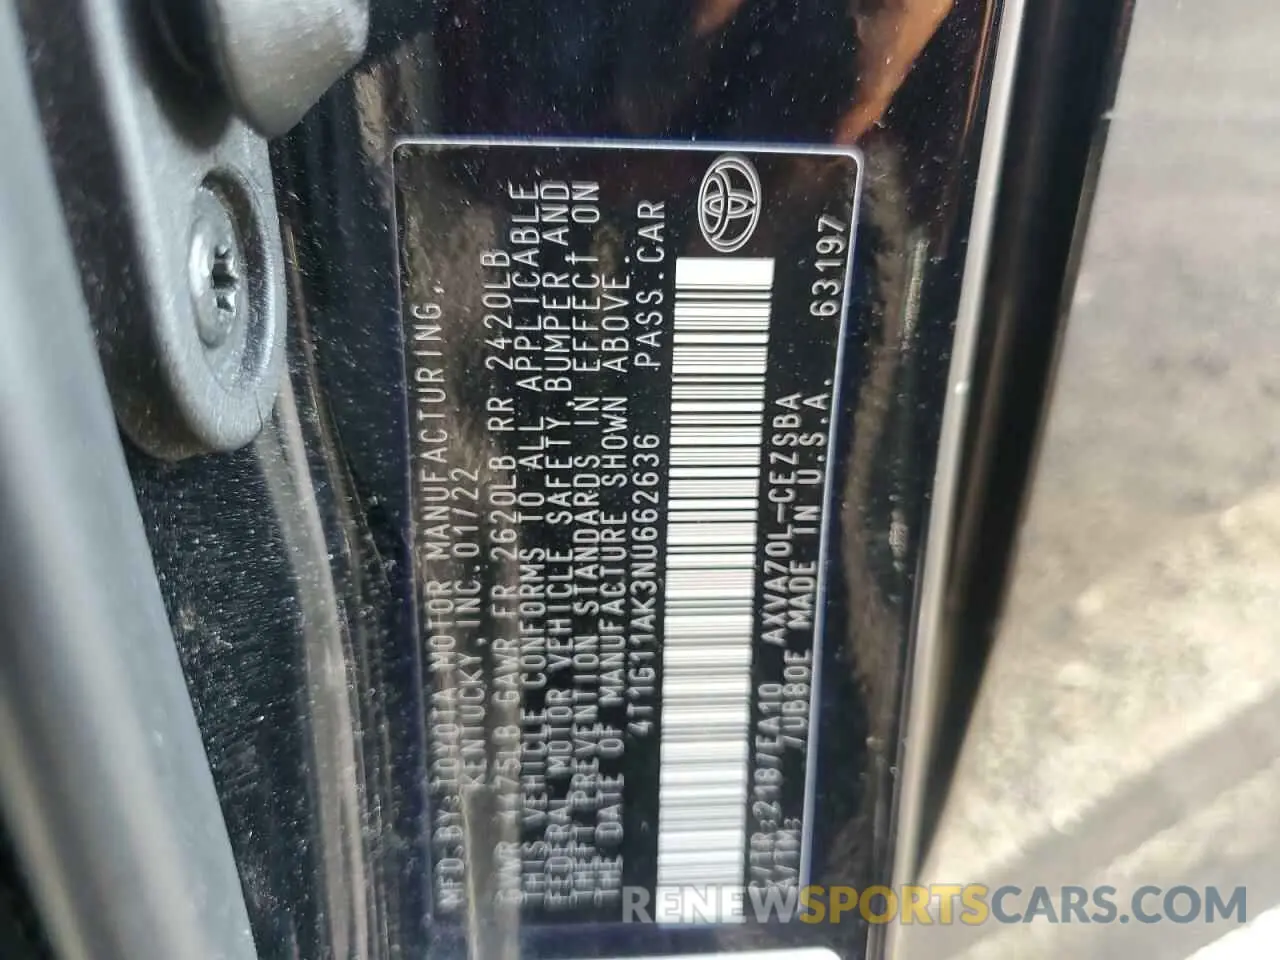 MFD.BY:TOYOTA MOTOR MANUFACTURING,
KENTUCKY,INC.01/22
GVWR 4475LB GAWR FR 2620LB RR 2420LB
THIS VEHICLE CONFORMS TO ALL APPLICABLE
FEDERAL MOTOR VEHICLE SAFETY,BUMPER AND
THEFT PREVENTION STANDARDS IN EFFECT ON
THE DATE OF MANUFACTURE SHOWN ABOVE.
4T1G11AK3NU662636 PASS.CAR
C/TR:2187EA10 AXVA70L-CEZSBA
A/TM: 7UB80E MADE IN U.S.A. 63197
RENEWSPORTSCARS.COM